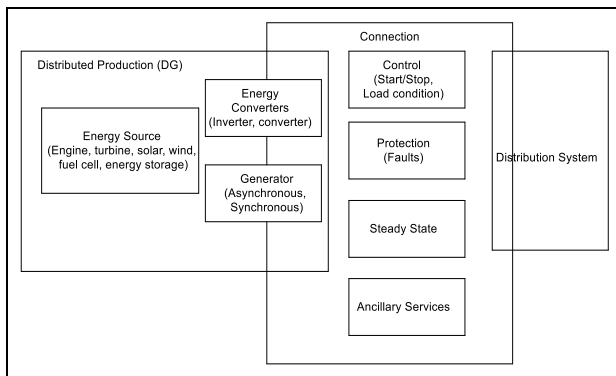 Connection
Distributed Production (DG)
Energy Source
(Engine, turbine, solar, wind,
fuel cell, energy storage)
Energy
Converters
(Inverter, converter)
Generator
(Asynchronous,
Synchronous)
Control
(Start/Stop,
Load condition)
Protection
(Faults)
Steady State
Ancillary Services
Distribution System